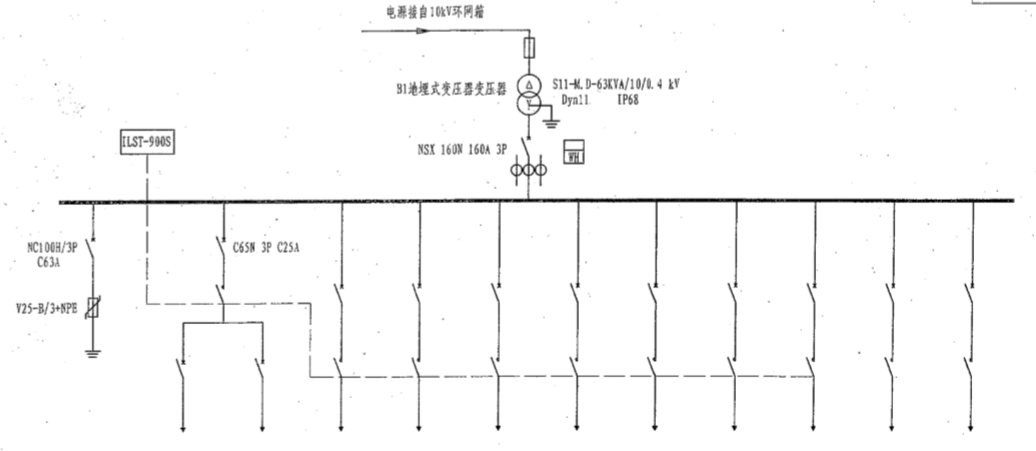 电源接自10kV环网箱
B1地埋式变压器变压器
S11-M.D-63KVA/10/0.4 kV
Dyn11 IP68
ILST-900S
NSX 160N 160A 3P
WH
NC100H/3P
C63A
C65N 3P C25A
V25-B/3+NPE